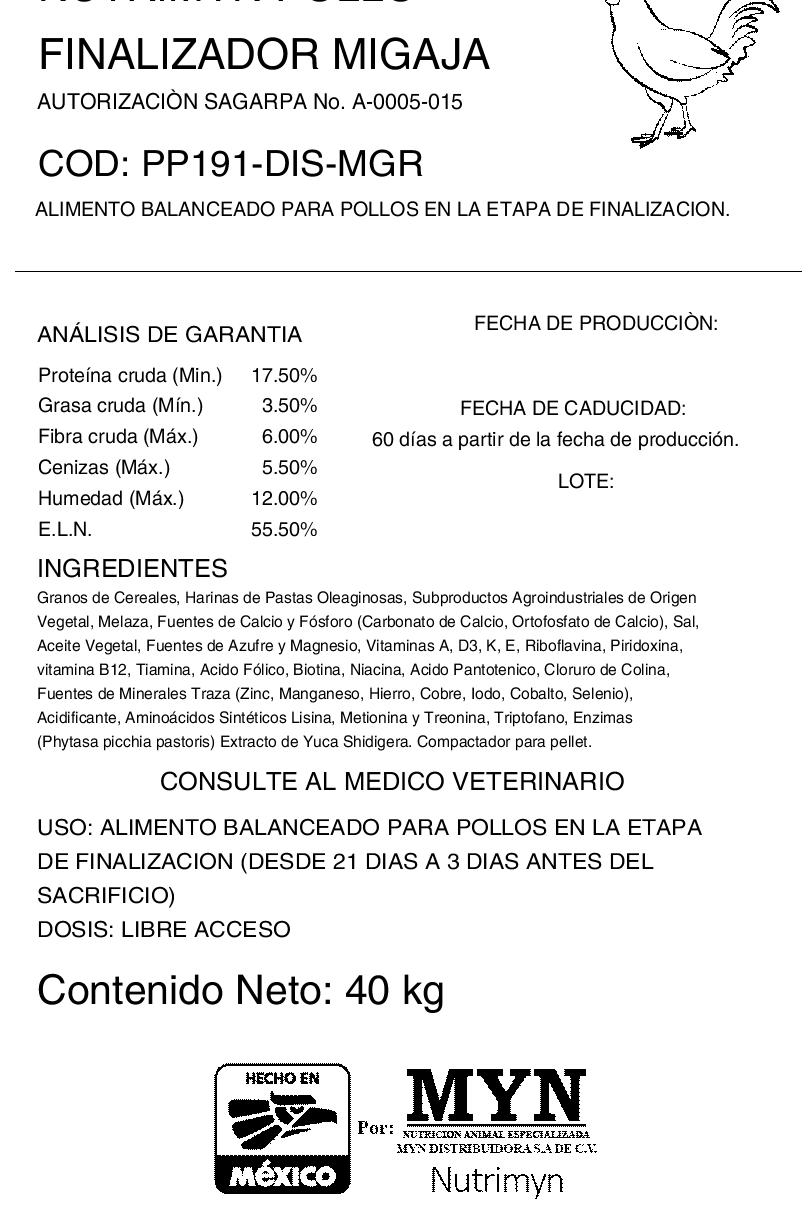 FINALIZADOR MIGAJA
AUTORIZACIÒN SAGARPA No. A-0005-015
COD: PP191-DIS-MGR
ALIMENTO BALANCEADO PARA POLLOS EN LA ETAPA DE FINALIZACION.
ANÁLISIS DE GARANTIA
Proteína cruda (Min.) 17.50%
Grasa cruda (Mín.) 3.50%
Fibra cruda (Máx.) 6.00%
Cenizas (Máx.) 5.50%
Humedad (Máx.) 12.00%
E.L.N. 55.50%
FECHA DE PRODUCCIÒN:
FECHA DE CADUCIDAD:
60 días a partir de la fecha de producción.
LOTE:
INGREDIENTES
Granos de Cereales, Harinas de Pastas Oleaginosas, Subproductos Agroindustriales de Origen
Vegetal, Melaza, Fuentes de Calcio y Fósforo (Carbonato de Calcio, Ortofosfato de Calcio), Sal,
Aceite Vegetal, Fuentes de Azufre y Magnesio, Vitaminas A, D3, K, E, Riboflavina, Piridoxina,
vitamina B12, Tiamina, Acido Fólico, Biotina, Niacina, Acido Pantotenico, Cloruro de Colina,
Fuentes de Minerales Traza (Zinc, Manganeso, Hierro, Cobre, Iodo, Cobalto, Selenio),
Acidificante, Aminoácidos Sintéticos Lisina, Metionina y Treonina, Triptofano, Enzimas
(Phytasa picchia pastoris) Extracto de Yuca Shidigera. Compactador para pellet.
CONSULTE AL MEDICO VETERINARIO
USO: ALIMENTO BALANCEADO PARA POLLOS EN LA ETAPA
DE FINALIZACION (DESDE 21 DIAS A 3 DIAS ANTES DEL
SACRIFICIO)
DOSIS: LIBRE ACCESO
Contenido Neto: 40 kg
HECHO EN
MéXICO
Por:
MYN
NUTRICION ANIMAL ESPECIALIZADA
MYN DISTRIBUIDORA S.A DE C.V.
Nutrimyn